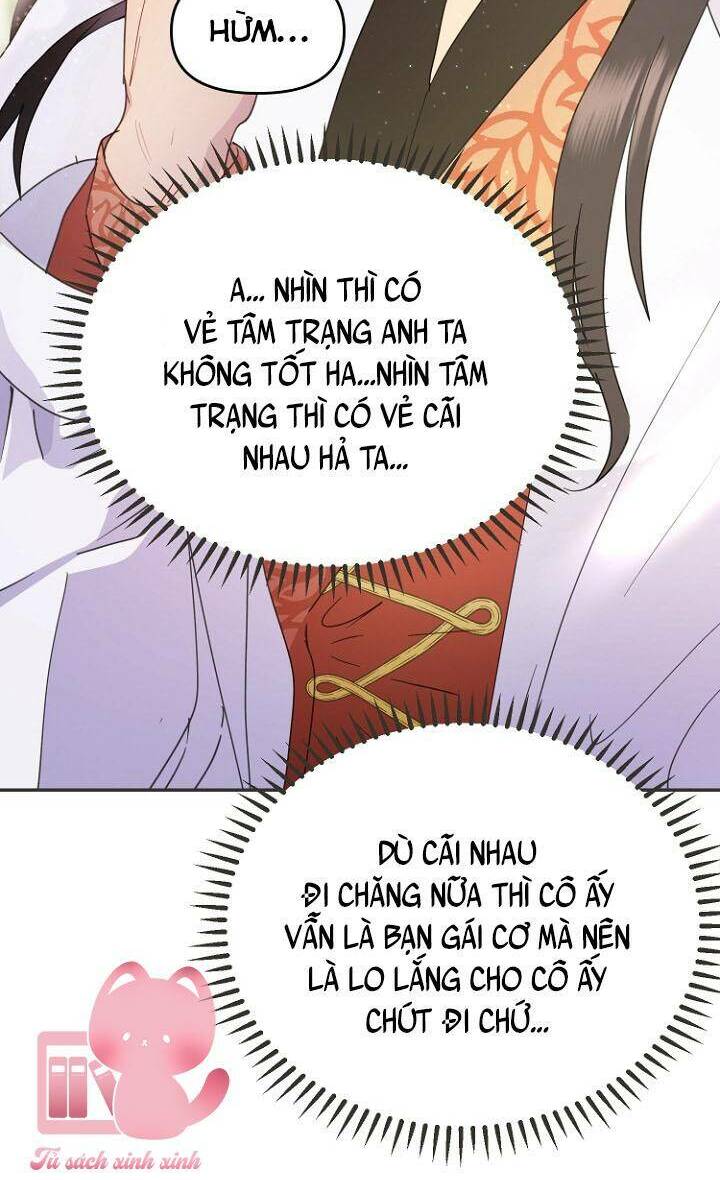 HỪM...
A... NHÌN THÌ CÓ
VẺ TÂM TRẠNG ANH TA
KHÔNG TỐT HA...NHÌN TÂM
TRẠNG THÌ CÓ VẺ CÃI
NHAU HẢ TA...
DÙ CÃI NHAU
ĐI CHĂNG NỮA THÌ CÔ ẤY
VẪN LÀ BẠN GÁI CƠ MÀ NÊN
LÀ LO LẮNG CHO CÔ ẤY
CHÚT ĐI CHỨ...
Tủ sách xinh xinh